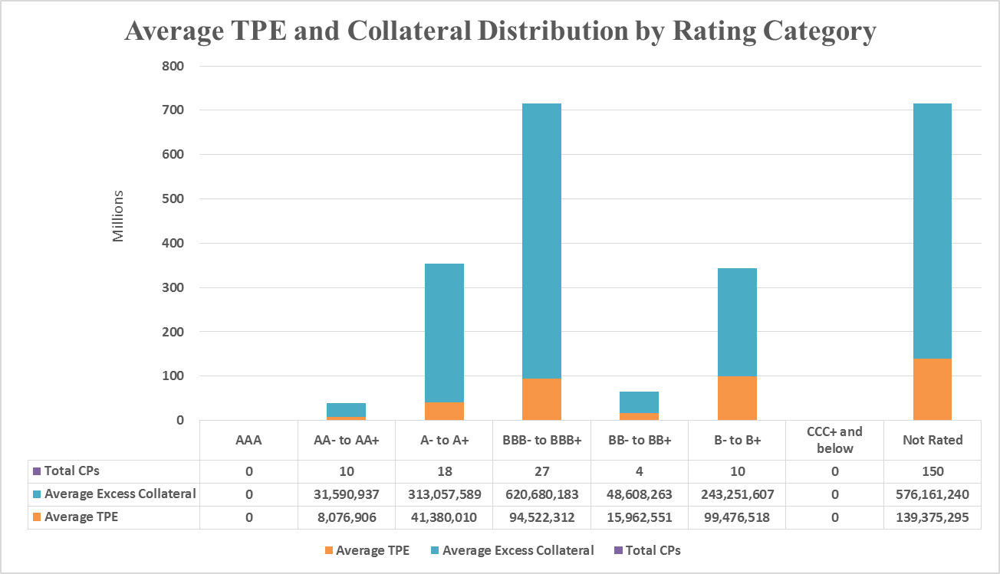 Average TPE and Collateral Distribution by Rating Category
800
700
600
500
400
300
200
100
0
Millions
AAA AA- to AA+ A- to A+ BBB- to BBB+ BB- to BB+ B- to B+ CCC+ and below Not Rated
Total CPs 0 10 18 27 4 10 0 150
Average Excess Collateral 0 31,590,937 313,057,589 620,680,183 48,608,263 243,251,607 0 576,161,240
Average TPE 0 8,076,906 41,380,010 94,522,312 15,962,551 99,476,518 0 139,375,295
Average TPE Average Excess Collateral Total CPs